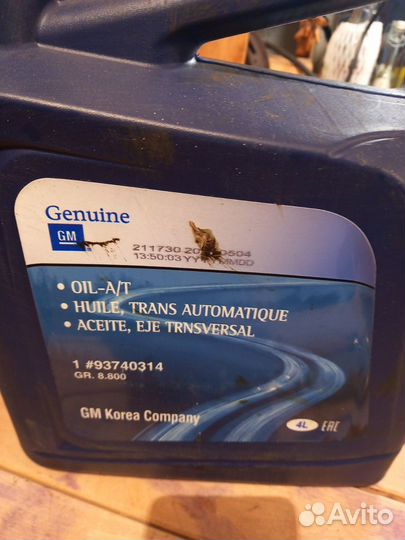 Genuine
GM
211730
13:50:03
• OIL-A/T
• HUILE, TRANS AUTOMATIQUE
• ACEITE, EJE TRNSVERSAL
1 #93740314
GR. 8.800
GM Korea Company
4L EAC
Avito